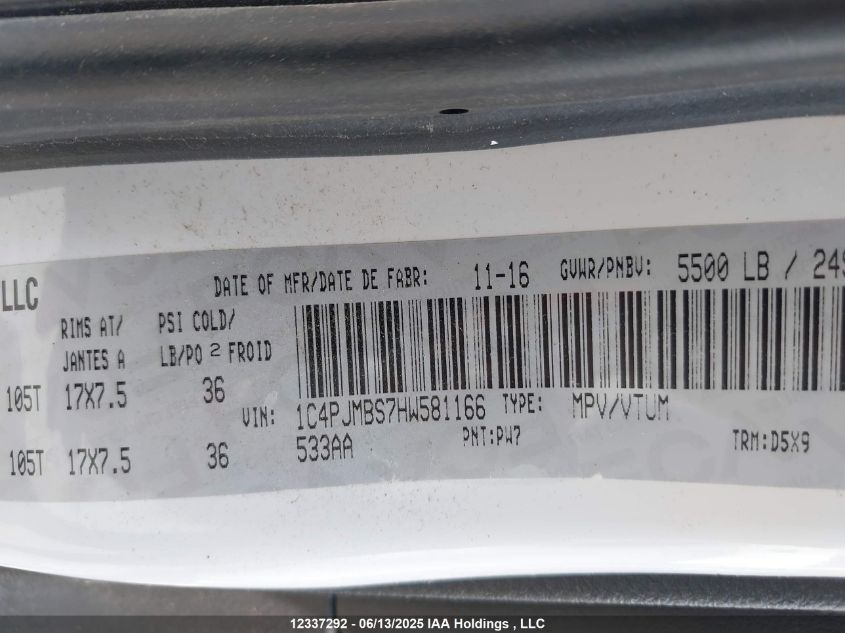 LLC DATE OF MFR/DATE DE FABR: 11-16 GVWR/PNBV: 5500 LB /
RIMS AT/ PSI COLD/
JANTES A LB/PO 2 FROID
105T 17X7.5 36
VIN: 1C4PJMBS7HW581166 TYPE: MPV/VTUM
105T 17X7.5 36 533AA PNT:PW7 TRM:D5X9
12337292 - 06/13/2025 IAA Holdings , LLC